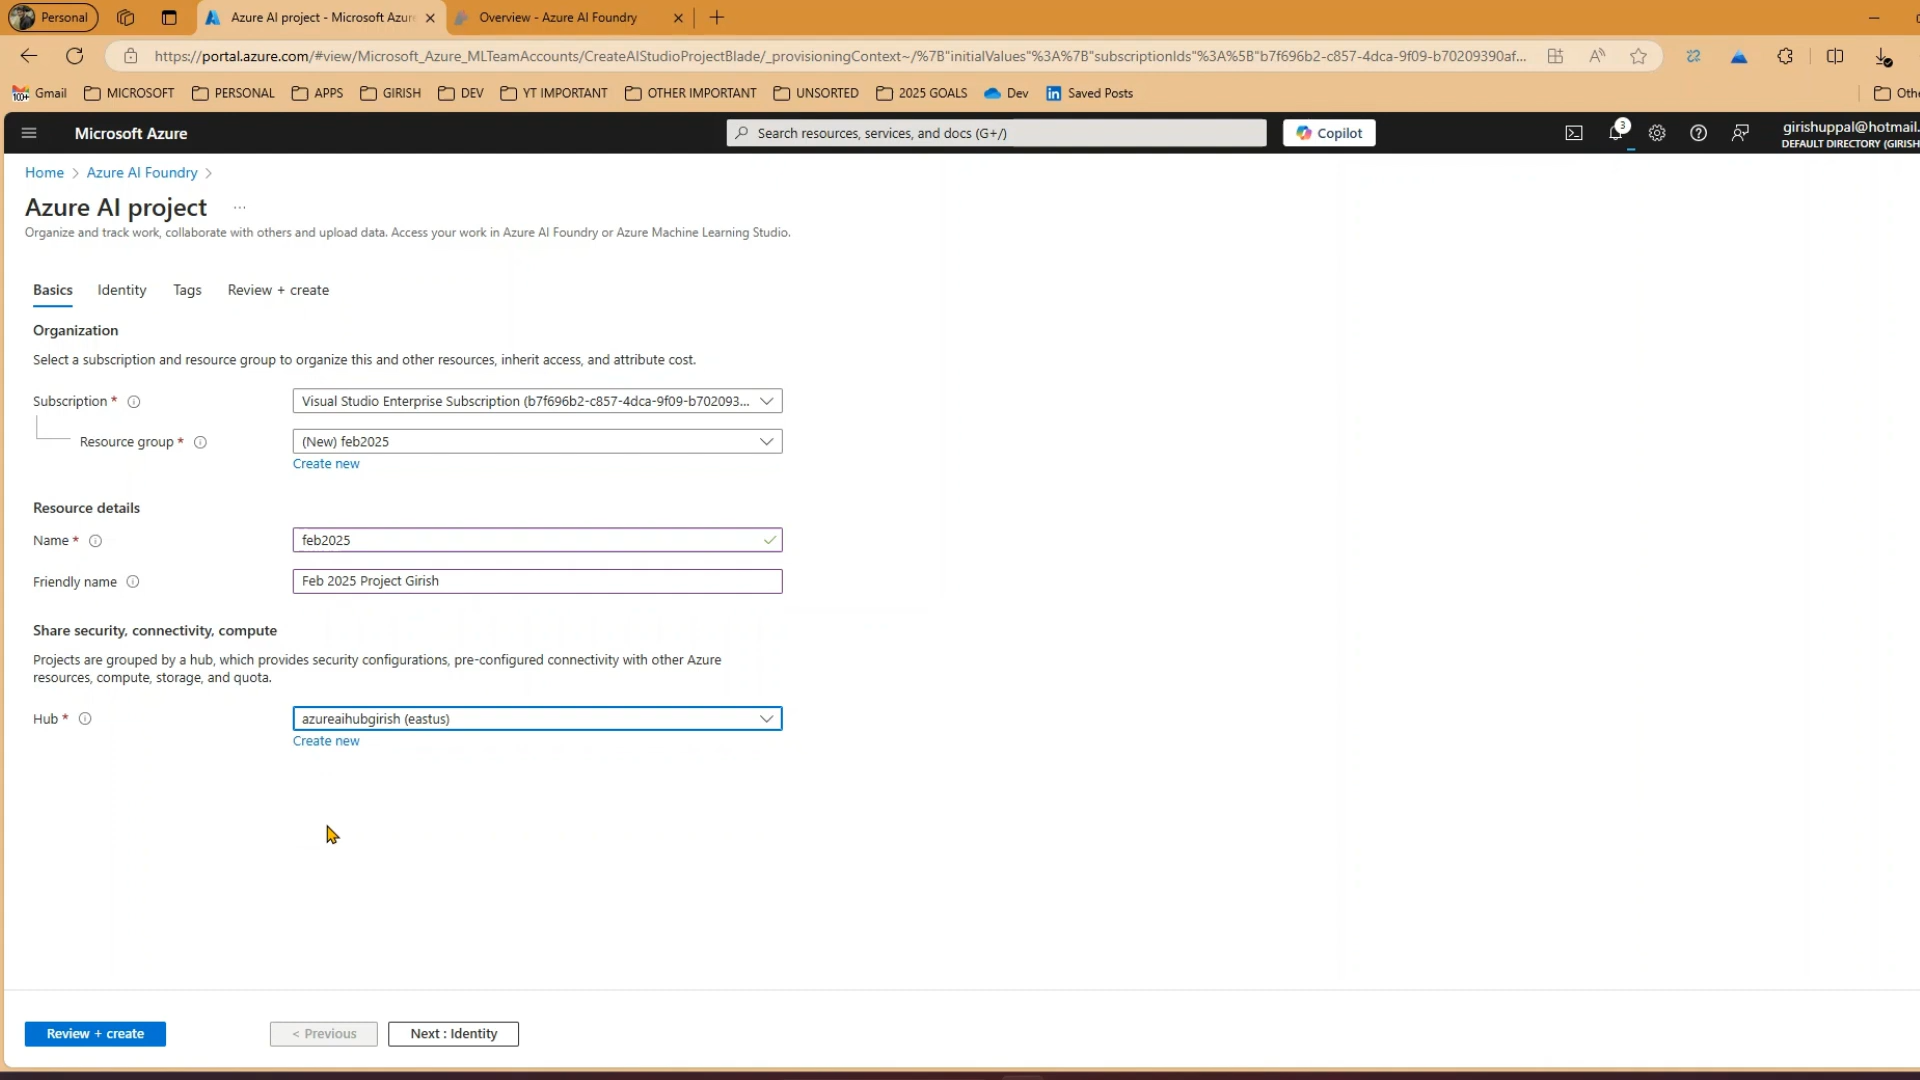 Personal
Azure AI project - Microsoft Azur
Overview - Azure AI Foundry
https://portal.azure.com/#view/Microsoft_Azure_MLTeamAccounts/CreateAIStudioProjectBlade/_provisioningContext~/%7B"initialValues"%3A%7B"subscriptionIds"%3A%5B"b7f696b2-c857-4dca-9f09-b70209390af...
Gmail
MICROSOFT
PERSONAL
APPS
GIRISH
DEV
YT IMPORTANT
OTHER IMPORTANT
UNSORTED
2025 GOALS
Dev
Saved Posts
Othe
Microsoft Azure
Search resources, services, and docs (G+/)
Copilot
3
girishuppal@hotmail.
DEFAULT DIRECTORY (GIRISH
Home > Azure AI Foundry >
Azure AI project ...
Organize and track work, collaborate with others and upload data. Access your work in Azure AI Foundry or Azure Machine Learning Studio.
Basics Identity Tags Review + create
Organization
Select a subscription and resource group to organize this and other resources, inherit access, and attribute cost.
Subscription * Visual Studio Enterprise Subscription (b7f696b2-c857-4dca-9f09-b702093...
Resource group * (New) feb2025
Create new
Resource details
Name * feb2025
Friendly name Feb 2025 Project Girish
Share security, connectivity, compute
Projects are grouped by a hub, which provides security configurations, pre-configured connectivity with other Azure
resources, compute, storage, and quota.
Hub * azureaihubgirish (eastus)
Create new
Review + create < Previous Next : Identity